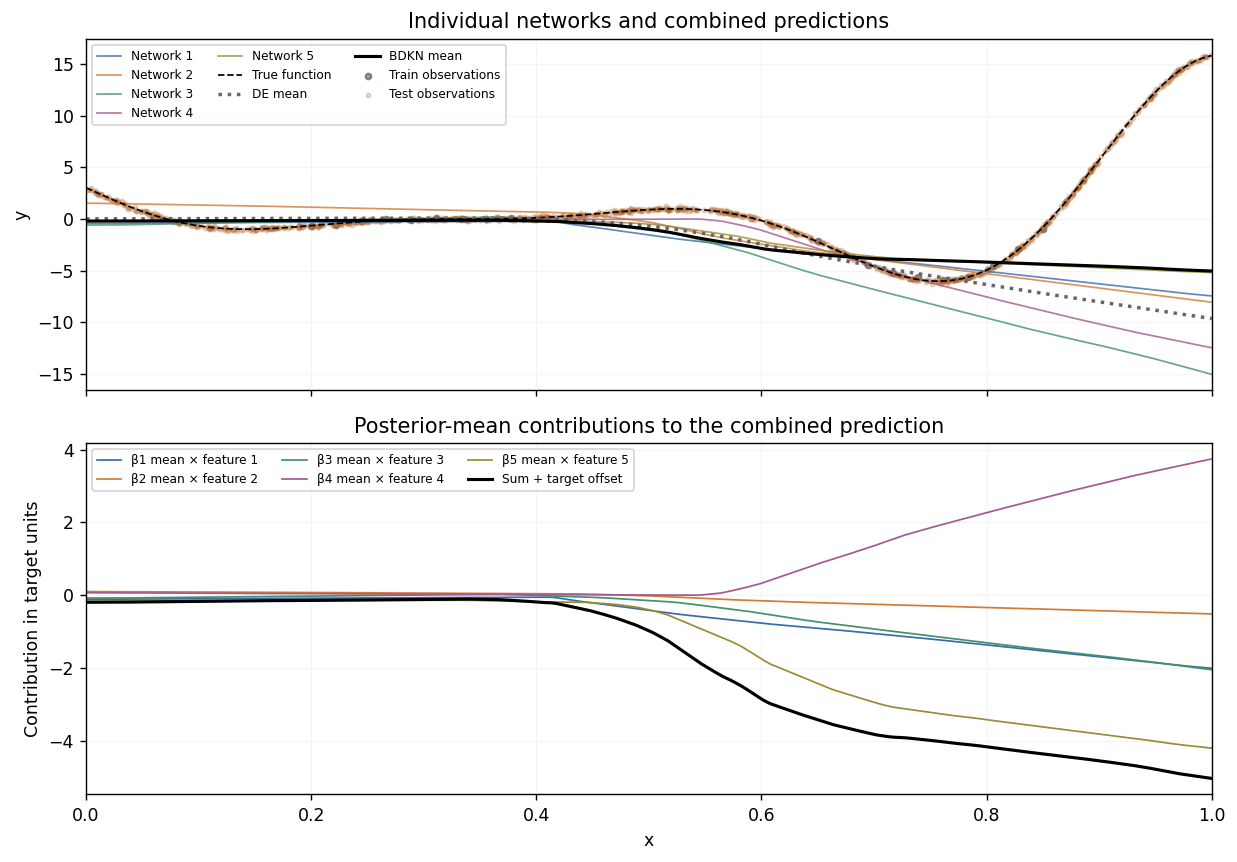 Individual networks and combined predictions
Network 1
Network 2
Network 3
Network 4
Network 5
True function
DE mean
BDKN mean
Train observations
Test observations
y
15
10
5
0
−5
−10
−15
Posterior-mean contributions to the combined prediction
β1 mean × feature 1
β2 mean × feature 2
β3 mean × feature 3
β4 mean × feature 4
β5 mean × feature 5
Sum + target offset
Contribution in target units
4
2
0
−2
−4
0.0 0.2 0.4 0.6 0.8 1.0
x